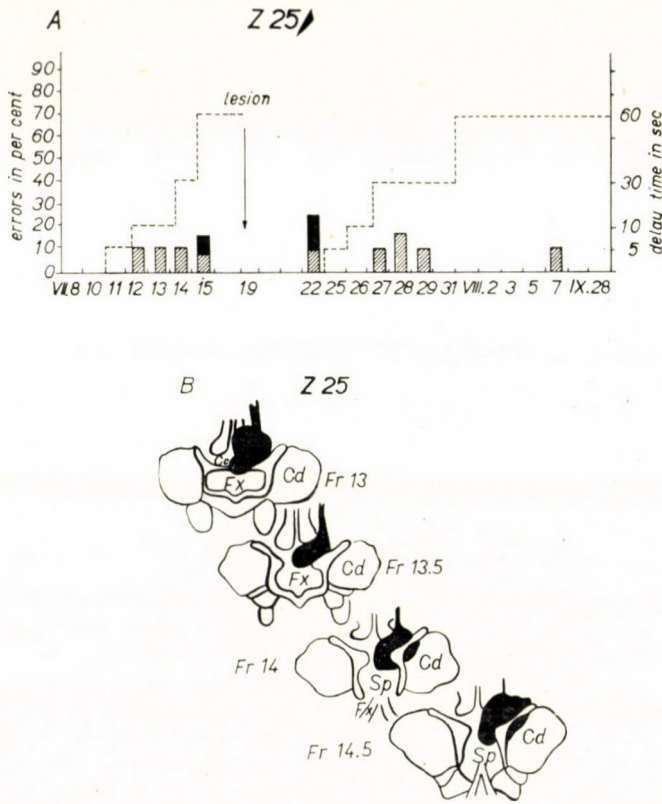 A Z 25
errors in per cent
90
80
70
60
50
40
30
20
10
0
lesion
60
30
10
5
delay time in sec
VII.8 10 11 12 13 14 15 19 22 25 26 27 28 29 31 VIII.2 3 5 7 IX.28
B Z 25
Cc
Fx
Cd
Fr 13
Fx
Cd
Fr 13.5
Fr 14
Sp
Cd
Fx
Fr 14.5
Sp
Cd